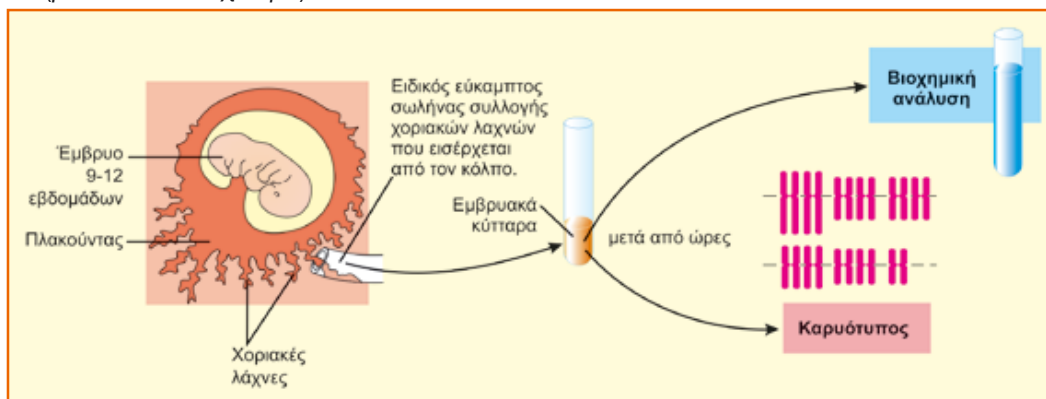 Ειδικός εύκαμπτος
σωλήνας συλλογής
χοριακών λαχνών
που εισέρχεται
από τον κόλπο.
Έμβρυο
9-12
εβδομάδων
Πλακούντας
Χοριακές
λάχνες
Εμβρυακά
κύτταρα
μετά από ώρες
Βιοχημική
ανάλυση
Καρυότυπος